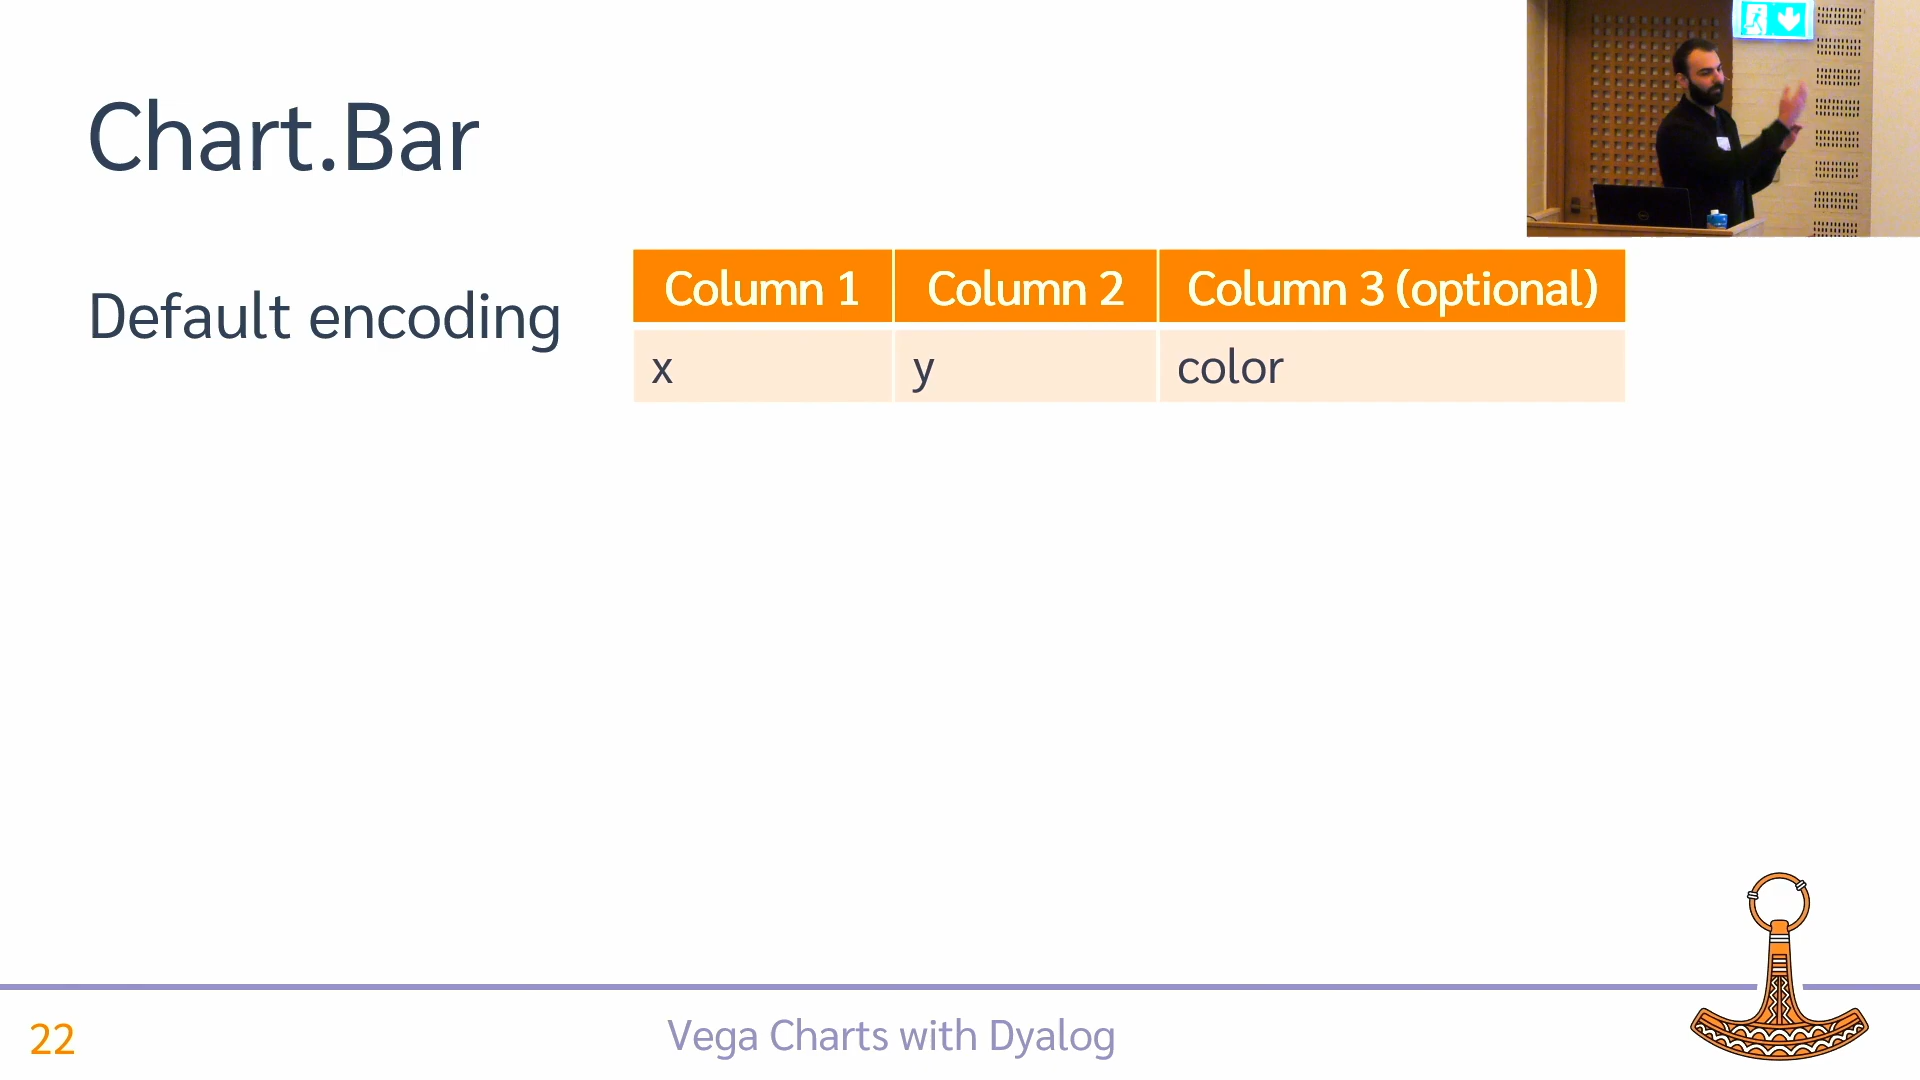 Chart.Bar
Default encoding
Column 1 Column 2 Column 3 (optional)
x y color
22
Vega Charts with Dyalog